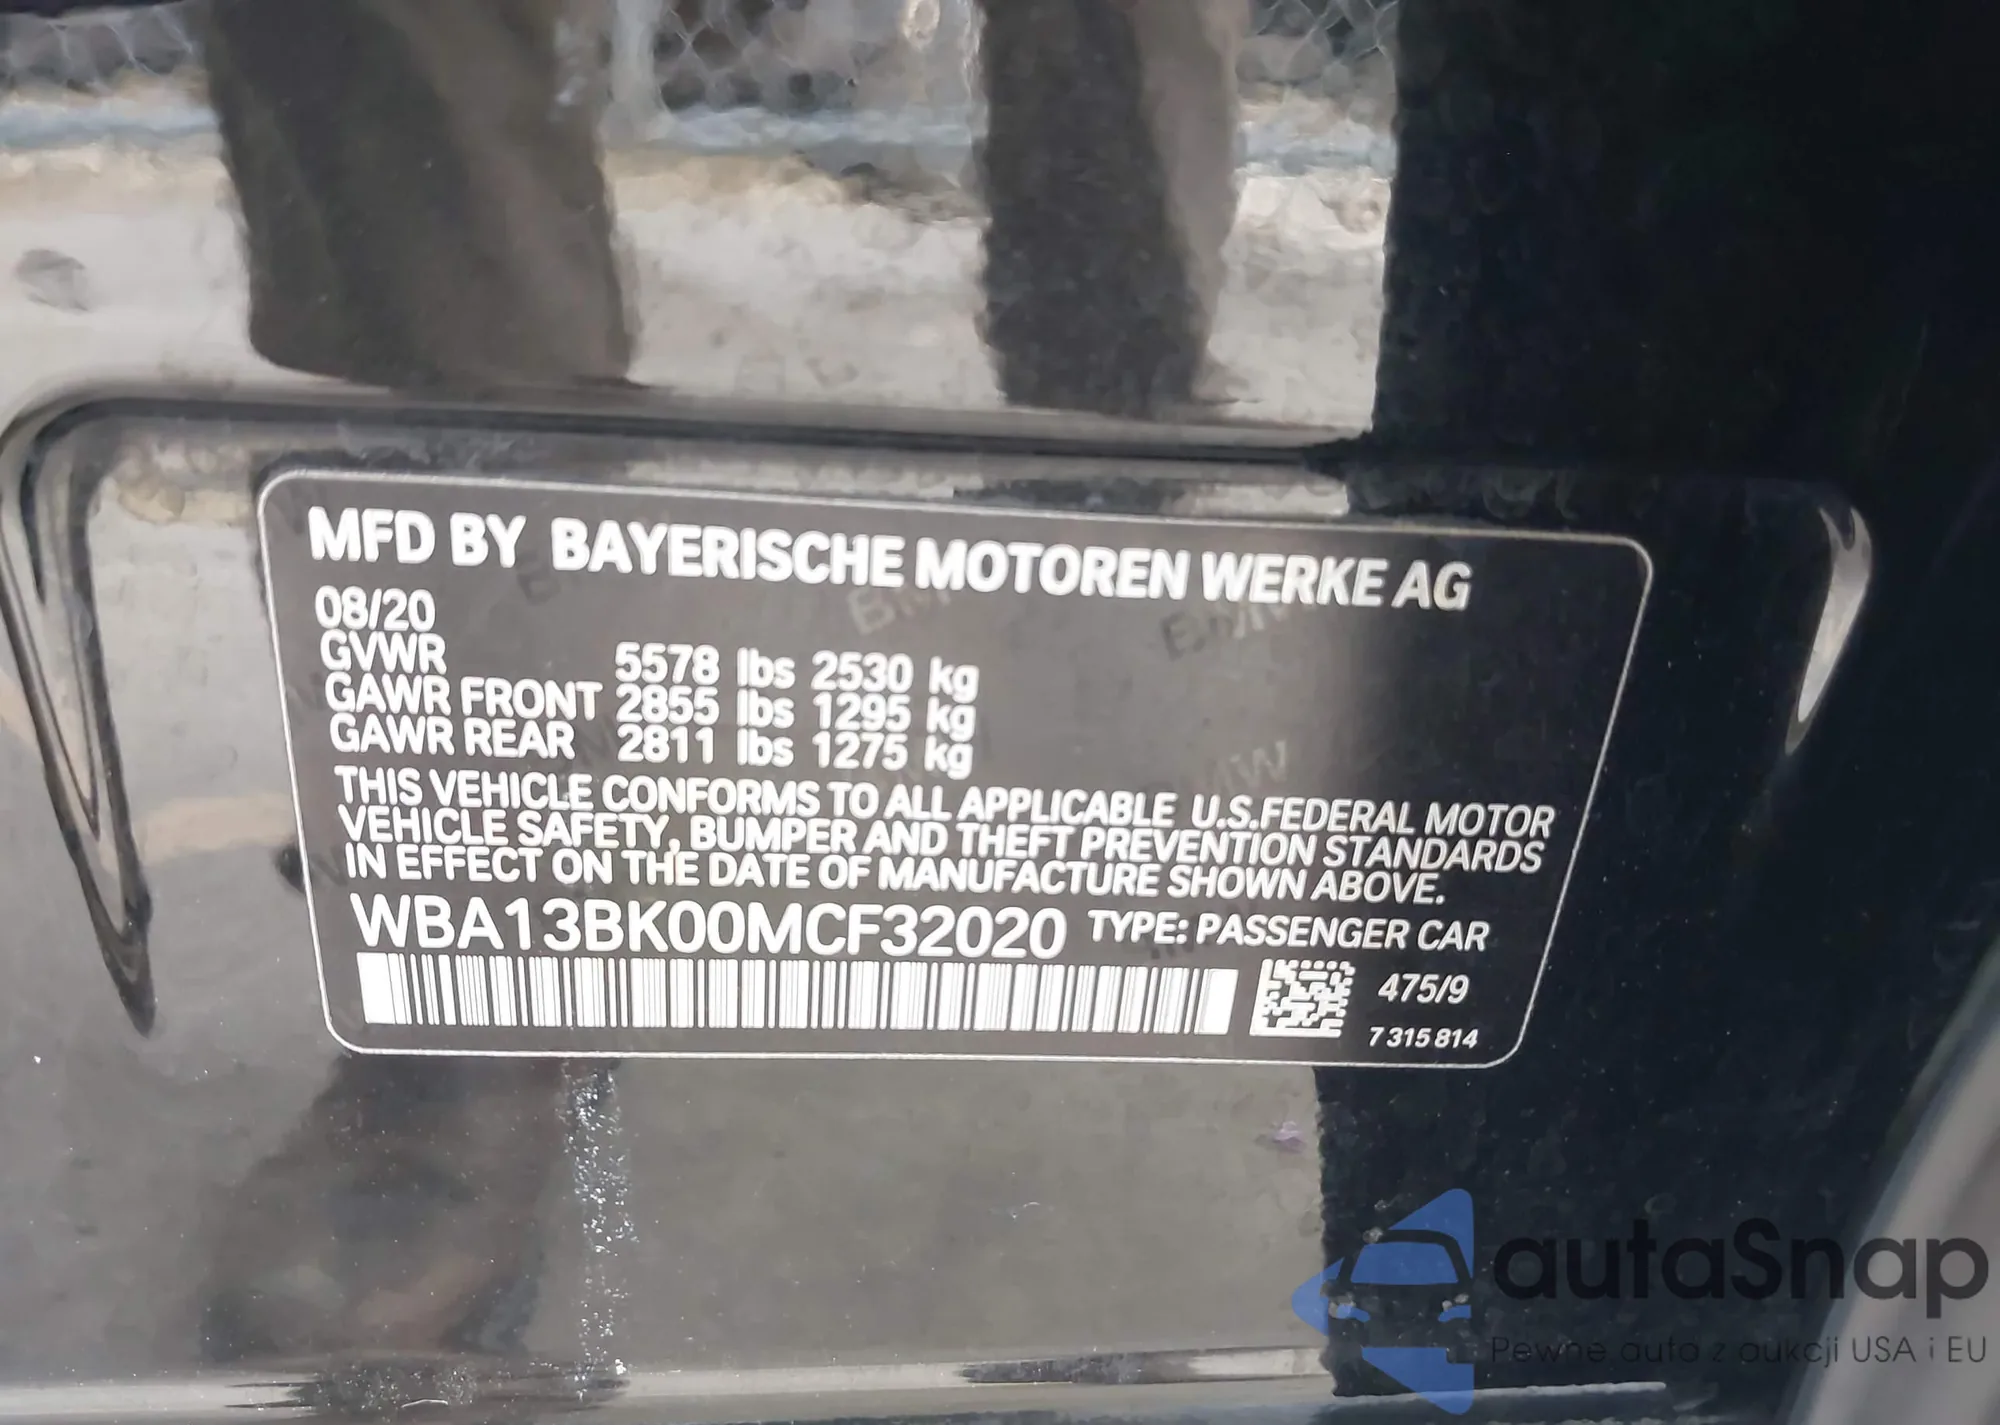 MFD BY BAYERISCHE MOTOREN WERKE AG
08/20
GVWR 5578 lbs 2530 kg
GAWR FRONT 2855 lbs 1295 kg
GAWR REAR 2811 lbs 1275 kg
THIS VEHICLE CONFORMS TO ALL APPLICABLE U.S.FEDERAL MOTOR
VEHICLE SAFETY, BUMPER AND THEFT PREVENTION STANDARDS
IN EFFECT ON THE DATE OF MANUFACTURE SHOWN ABOVE.
WBA13BK00MCF32020 TYPE: PASSENGER CAR
475/9
7 315 814
autaSnap
Pewne auta z aukcji USA i EU